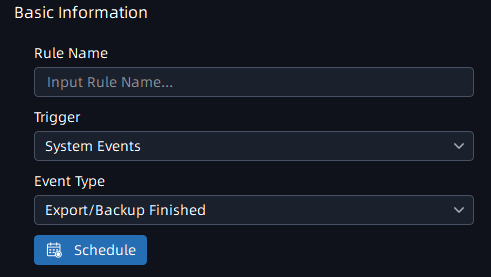 Basic Information
Rule Name
Input Rule Name...
Trigger
System Events
Event Type
Export/Backup Finished
Schedule